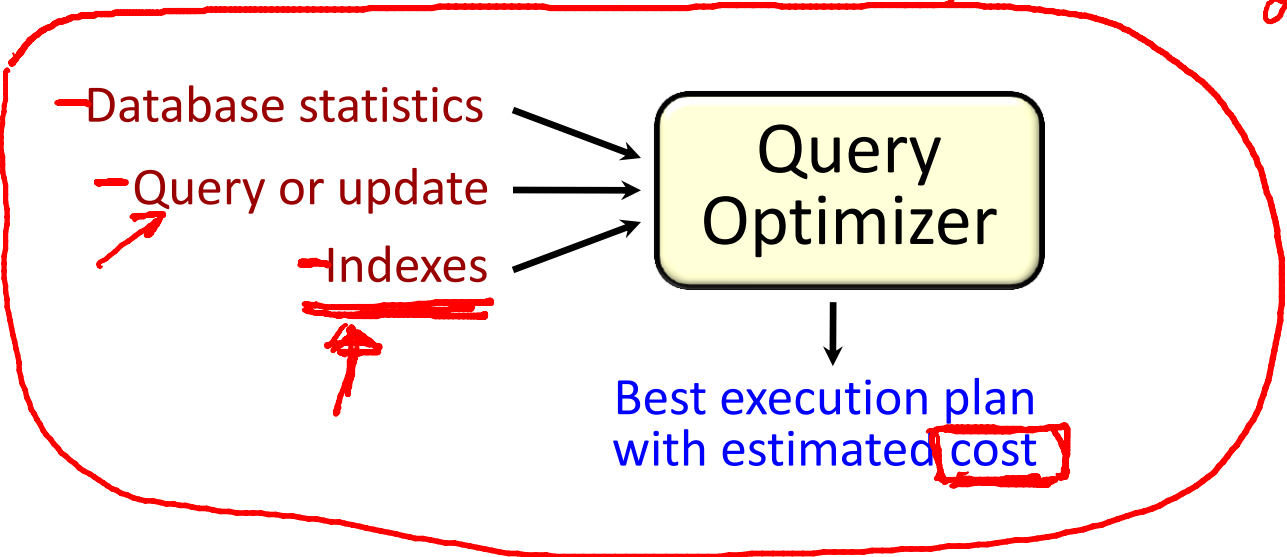 Database statistics
Query or update
Indexes
Query
Optimizer
Best execution plan
with estimated cost